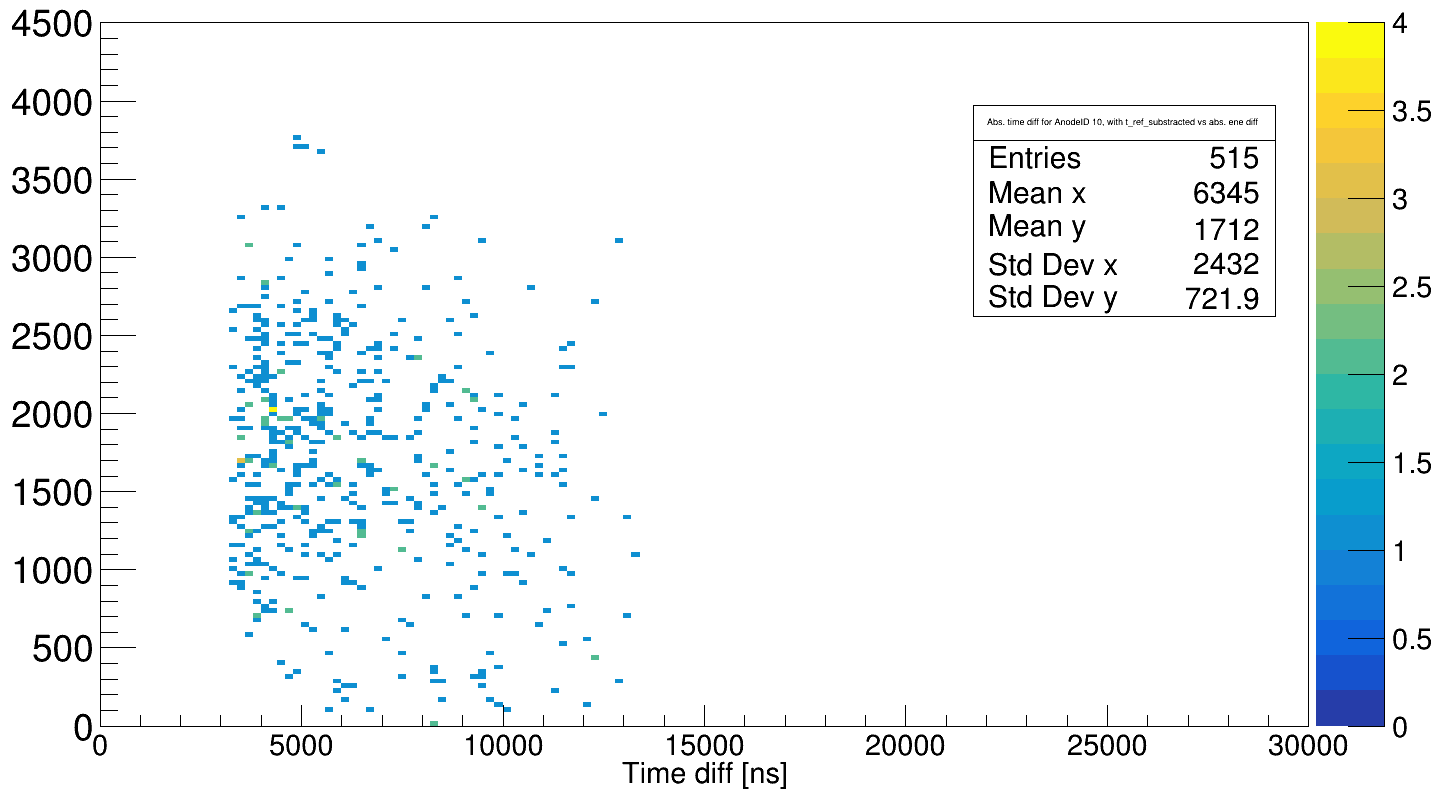 4500
4000
3500
3000
2500
2000
1500
1000
500
0
0 5000 10000 15000 20000 25000 30000
Time diff [ns]
Abs. time diff for AnodeID 10, with t_ref_substracted vs abs. ene diff
Entries 515
Mean x 6345
Mean y 1712
Std Dev x 2432
Std Dev y 721.9
4
3.5
3
2.5
2
1.5
1
0.5
0